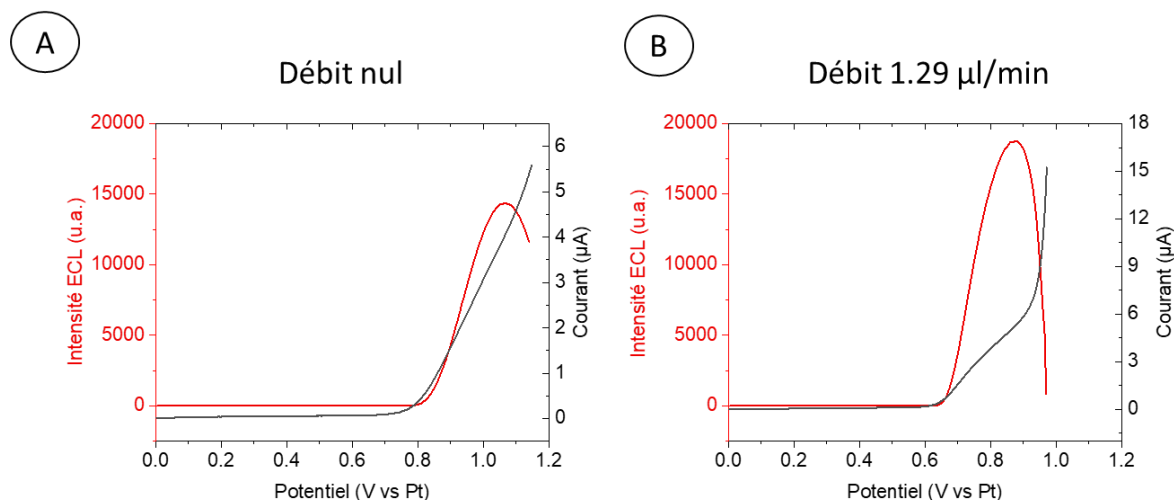 A
Débit nul
20000
15000
10000
5000
0
Intensité ECL (u.a.)
6
5
4
3
2
1
0
Courant (µA)
0.0 0.2 0.4 0.6 0.8 1.0 1.2
Potentiel (V vs Pt)
B
Débit 1.29 µl/min
20000
15000
10000
5000
0
Intensité ECL (u.a.)
18
15
12
9
6
3
0
Courant (µA)
0.0 0.2 0.4 0.6 0.8 1.0 1.2
Potentiel (V vs Pt)